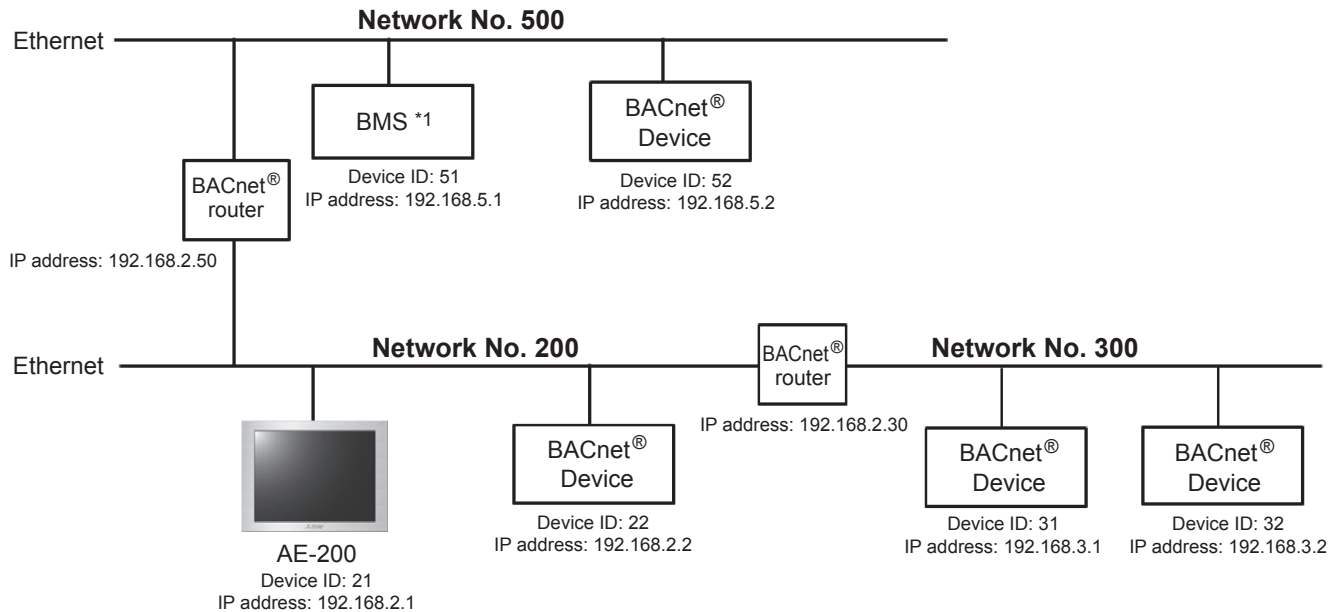 Network No. 500
Ethernet
BMS *1
BACnet®
Device
Device ID: 51
IP address: 192.168.5.1
Device ID: 52
IP address: 192.168.5.2
BACnet®
router
IP address: 192.168.2.50
Ethernet
Network No. 200
BACnet®
router
Network No. 300
IP address: 192.168.2.30
BACnet®
Device
Device ID: 22
IP address: 192.168.2.2
BACnet®
Device
Device ID: 31
IP address: 192.168.3.1
BACnet®
Device
Device ID: 32
IP address: 192.168.3.2
AE-200
Device ID: 21
IP address: 192.168.2.1